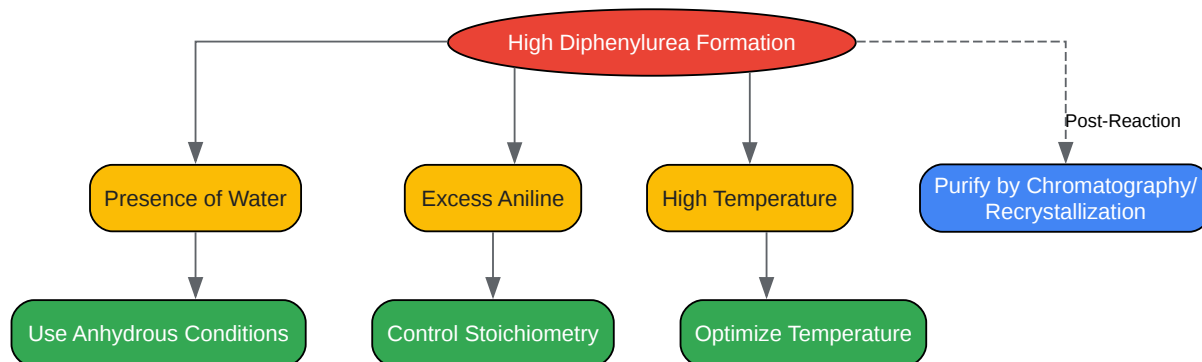 High Diphenylurea Formation
Post-Reaction
Presence of Water
Excess Aniline
High Temperature
Purify by Chromatography/
Recrystallization
Use Anhydrous Conditions
Control Stoichiometry
Optimize Temperature